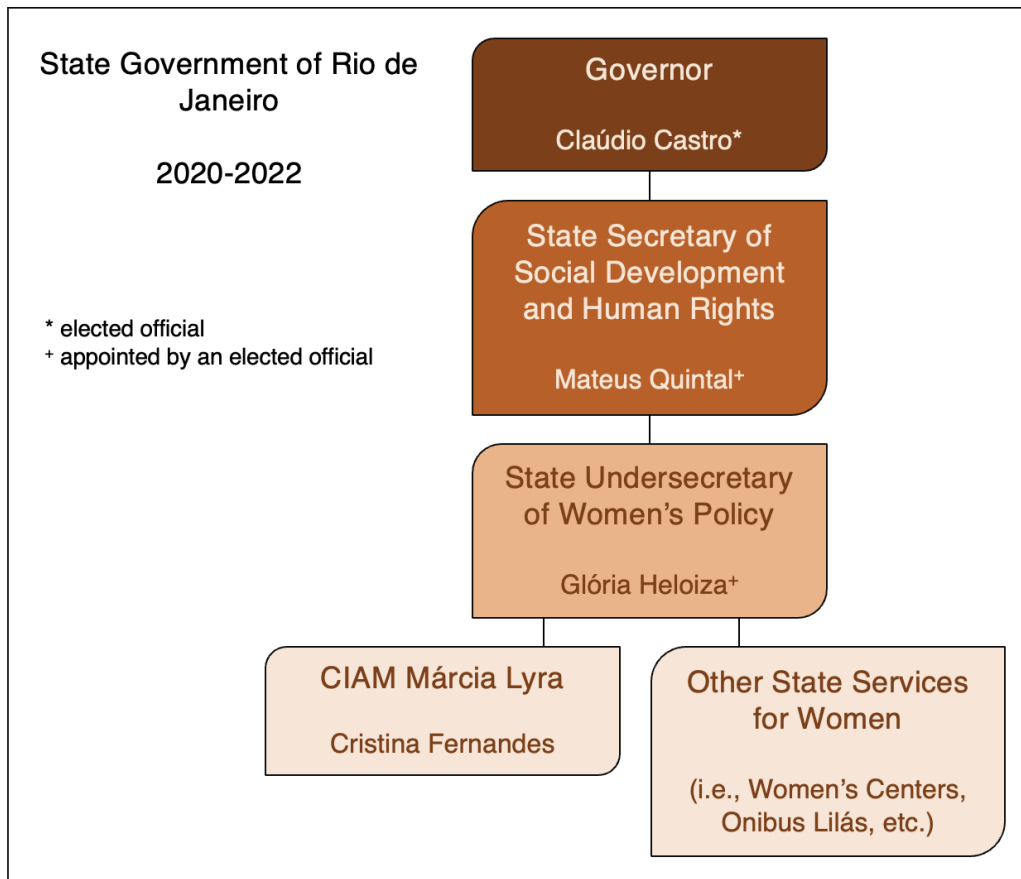 State Government of Rio de
Janeiro
2020-2022
* elected official
+ appointed by an elected official
Governor
Claúdio Castro*
State Secretary of
Social Development
and Human Rights
Mateus Quintal+
State Undersecretary
of Women’s Policy
Glória Heloiza+
CIAM Márcia Lyra
Cristina Fernandes
Other State Services
for Women
(i.e., Women’s Centers,
Onibus Lilás, etc.)